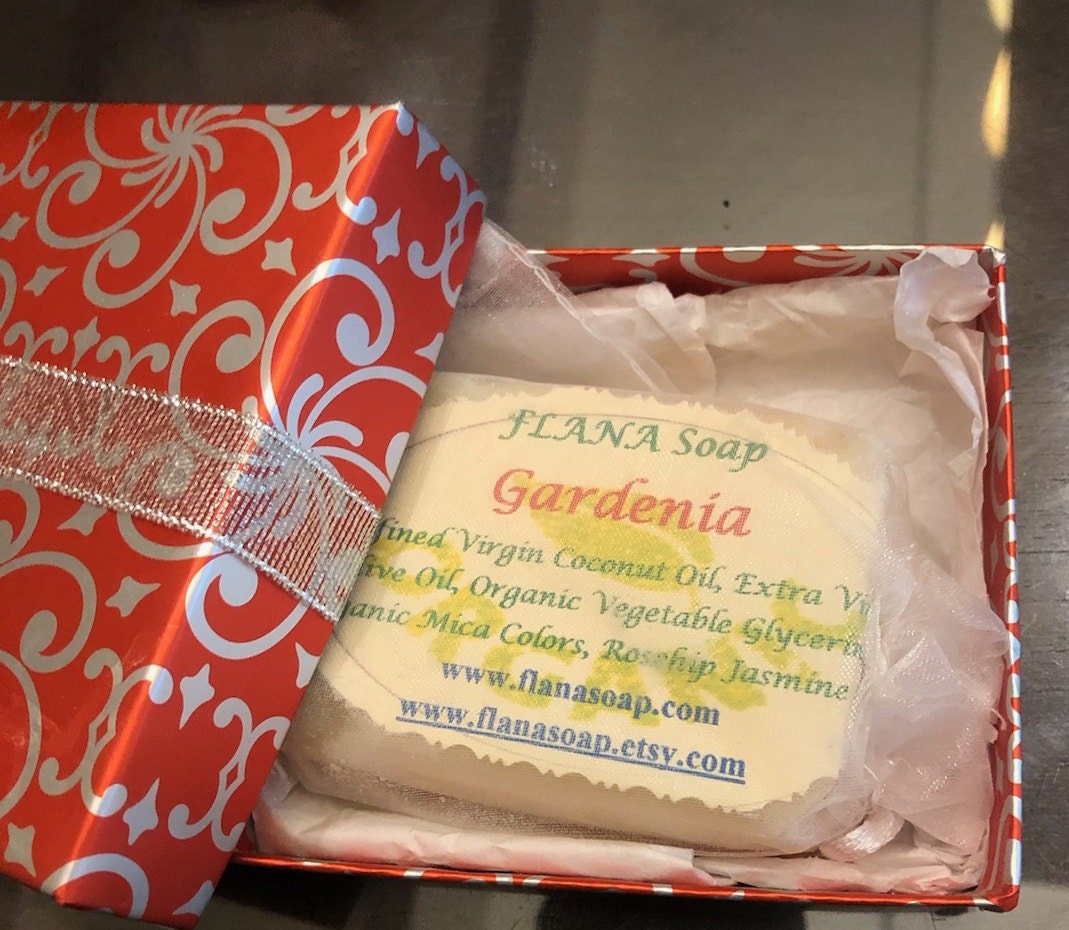 FLANA Soap
Gardenia
fined Virgin Coconut Oil, Extra Vi
ive Oil, Organic Vegetable Glycerin
anic Mica Colors, Rosehip Jasmine
www.flanasoap.com
www.flanasoap.etsy.com